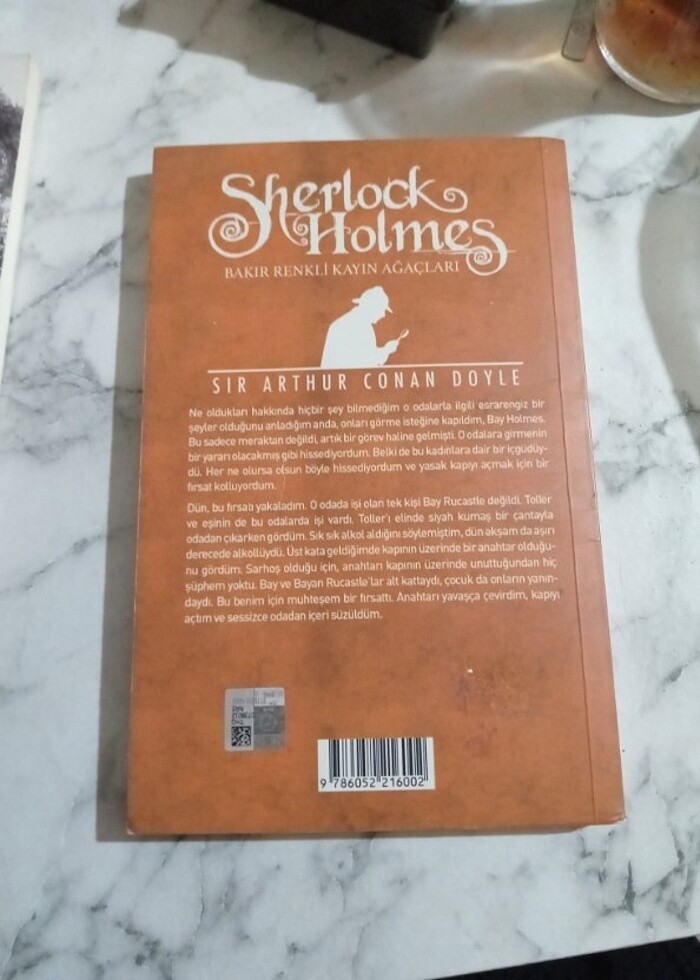 Sherlock
Holmes
BAKIR RENKLİ KAYIN AĞAÇLARI
SIR ARTHUR CONAN DOYLE
Ne oldukları hakkında hiçbir şey bilmediğim o odalarla ilgili esrarengiz bir
şeyler olduğunu anladığım anda, onları görme isteğine kapıldım, Bay Holmes.
Bu sadece meraktan değildi, artık bir görev haline gelmişti. O odalara girmenin
bir yararı olacakmış gibi hissediyordum. Belki de bu kadınlara dair bir içgüdüy-
dü. Her ne olursa olsun böyle hissediyordum ve yasak kapıyı açmak için bir
fırsat kolluyordum.
Dün, bu fırsatı yakaladım. O odada işi olan tek kişi Bay Rucastle değildi. Toller
ve eşinin de bu odalarda işi vardı. Toller'ı elinde siyah kumaş bir çantayla
odadan çıkarken gördüm. Sık sık alkol aldığını söylemiştim, dün akşam da aşırı
derecede alkollüydü. Üst kata geldiğimde kapının üzerinde bir anahtar olduğu-
nu gördüm. Sarhoş olduğu için, anahtarı kapının üzerinde unuttuğundan hiç
şüphem yoktu. Bay ve Bayan Rucastle'lar alt kattaydı, çocuk da onların yanın-
daydı. Bu benim için muhteşem bir fırsattı. Anahtarı yavaşça çevirdim, kapıyı
açtım ve sessizce odadan içeri süzüldüm.
9 786052 216002